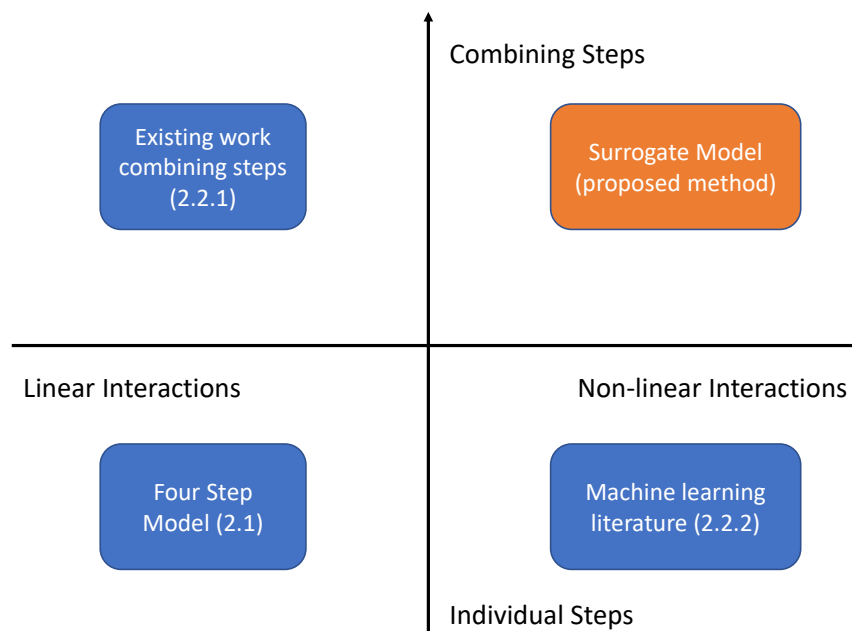 Combining Steps
Existing work
combining steps
(2.2.1)
Surrogate Model
(proposed method)
Linear Interactions
Non-linear Interactions
Four Step
Model (2.1)
Machine learning
literature (2.2.2)
Individual Steps